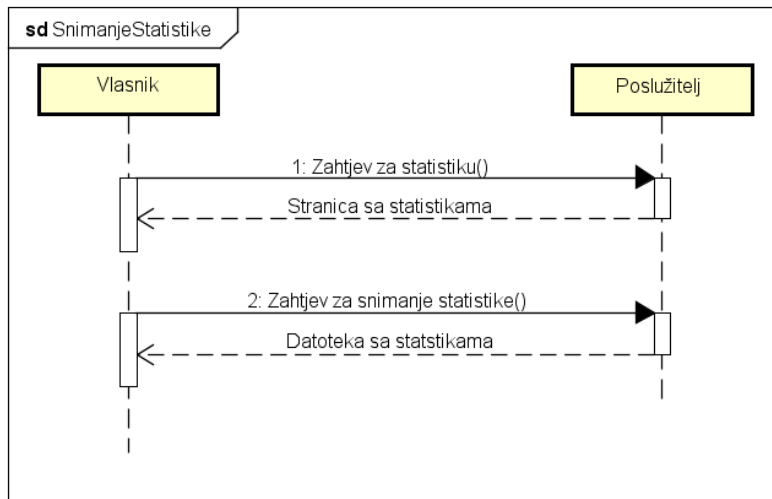 sd SnimanjeStatistike
Vlasnik
Poslužitelj
1: Zahtjev za statistiku()
Stranica sa statistikama
2: Zahtjev za snimanje statistike()
Datoteka sa statstikama